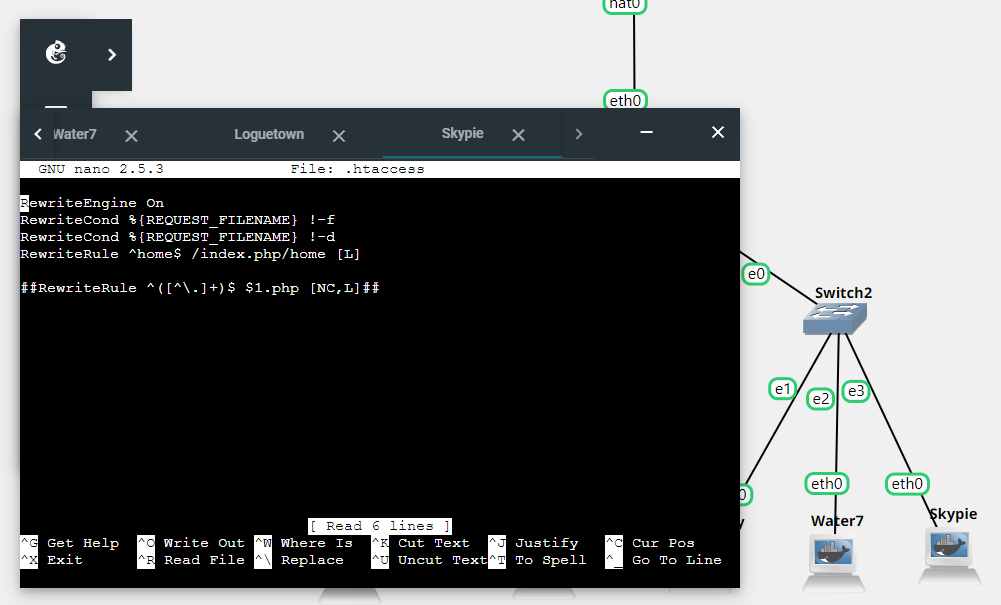 nat0
eth0
Water7
Loguetown
Skypie
GNU nano 2.5.3
File: .htaccess
RewriteEngine On
RewriteCond %{REQUEST_FILENAME} !-f
RewriteCond %{REQUEST_FILENAME} !-d
RewriteRule ^home$ /index.php/home [L]
##RewriteRule ^([^\.]+)$ $1.php [NC,L]##
[ Read 6 lines ]
^G Get Help ^O Write Out ^W Where Is ^K Cut Text ^J Justify ^C Cur Pos
^X Exit ^R Read File ^\ Replace ^U Uncut Text ^T To Spell ^_ Go To Line
e0
Switch2
e1
e2
e3
eth0
eth0
0
y
Water7
Skypie